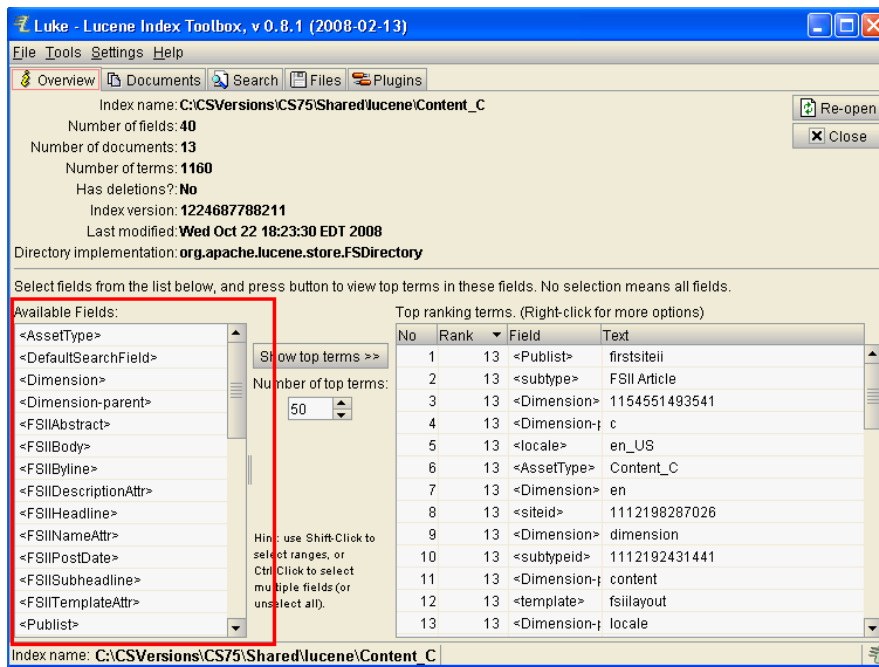 Luke - Lucene Index Toolbox, v 0.8.1 (2008-02-13)
File Tools Settings Help
Overview Documents Search Files Plugins
Index name: C:\CSVersions\CS75\Shared\lucene\Content_C
Re-open
Number of fields: 40
Close
Number of documents: 13
Number of terms: 1160
Has deletions?: No
Index version: 1224687788211
Last modified: Wed Oct 22 18:23:30 EDT 2008
Directory implementation: org.apache.lucene.store.FSDirectory
Select fields from the list below, and press button to view top terms in these fields. No selection means all fields.
Available Fields:
<AssetType>
<DefaultSearchField>
<Dimension>
<Dimension-parent>
<FSIIAbstract>
<FSIIBody>
<FSIIByline>
<FSIIDescriptionAttr>
<FSIIHeadline>
<FSIINameAttr>
<FSIIPostDate>
<FSIISubheadline>
<FSIITemplateAttr>
<Publist>
Show top terms >>
Number of top terms:
50
Hint: use Shift-Click to
select ranges, or
Ctrl-Click to select
multiple fields (or
unselect all).
Top ranking terms. (Right-click for more options)
No Rank Field Text
1 13 <Publist> firstsiteii
2 13 <subtype> FSII Article
3 13 <Dimension> 1154551493541
4 13 <Dimension-p c
5 13 <locale> en_US
6 13 <AssetType> Content_C
7 13 <Dimension> en
8 13 <siteid> 1112198287026
9 13 <Dimension> dimension
10 13 <subtypeid> 1112192431441
11 13 <Dimension-p content
12 13 <template> fsiilayout
13 13 <Dimension-p locale
Index name: C:\CSVersions\CS75\Shared\lucene\Content_C